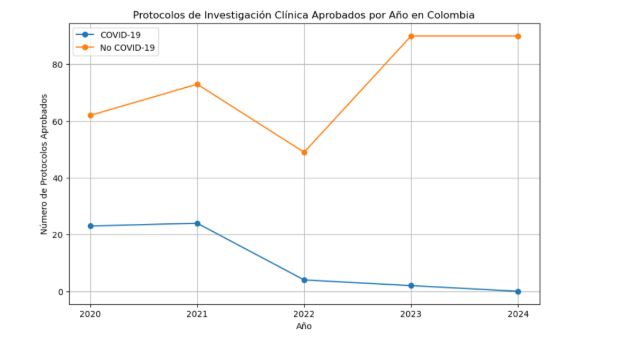 Protocolos de Investigación Clínica Aprobados por Año en Colombia
COVID-19
No COVID-19
Número de Protocolos Aprobados
80
60
40
20
0
2020 2021 2022 2023 2024
Año